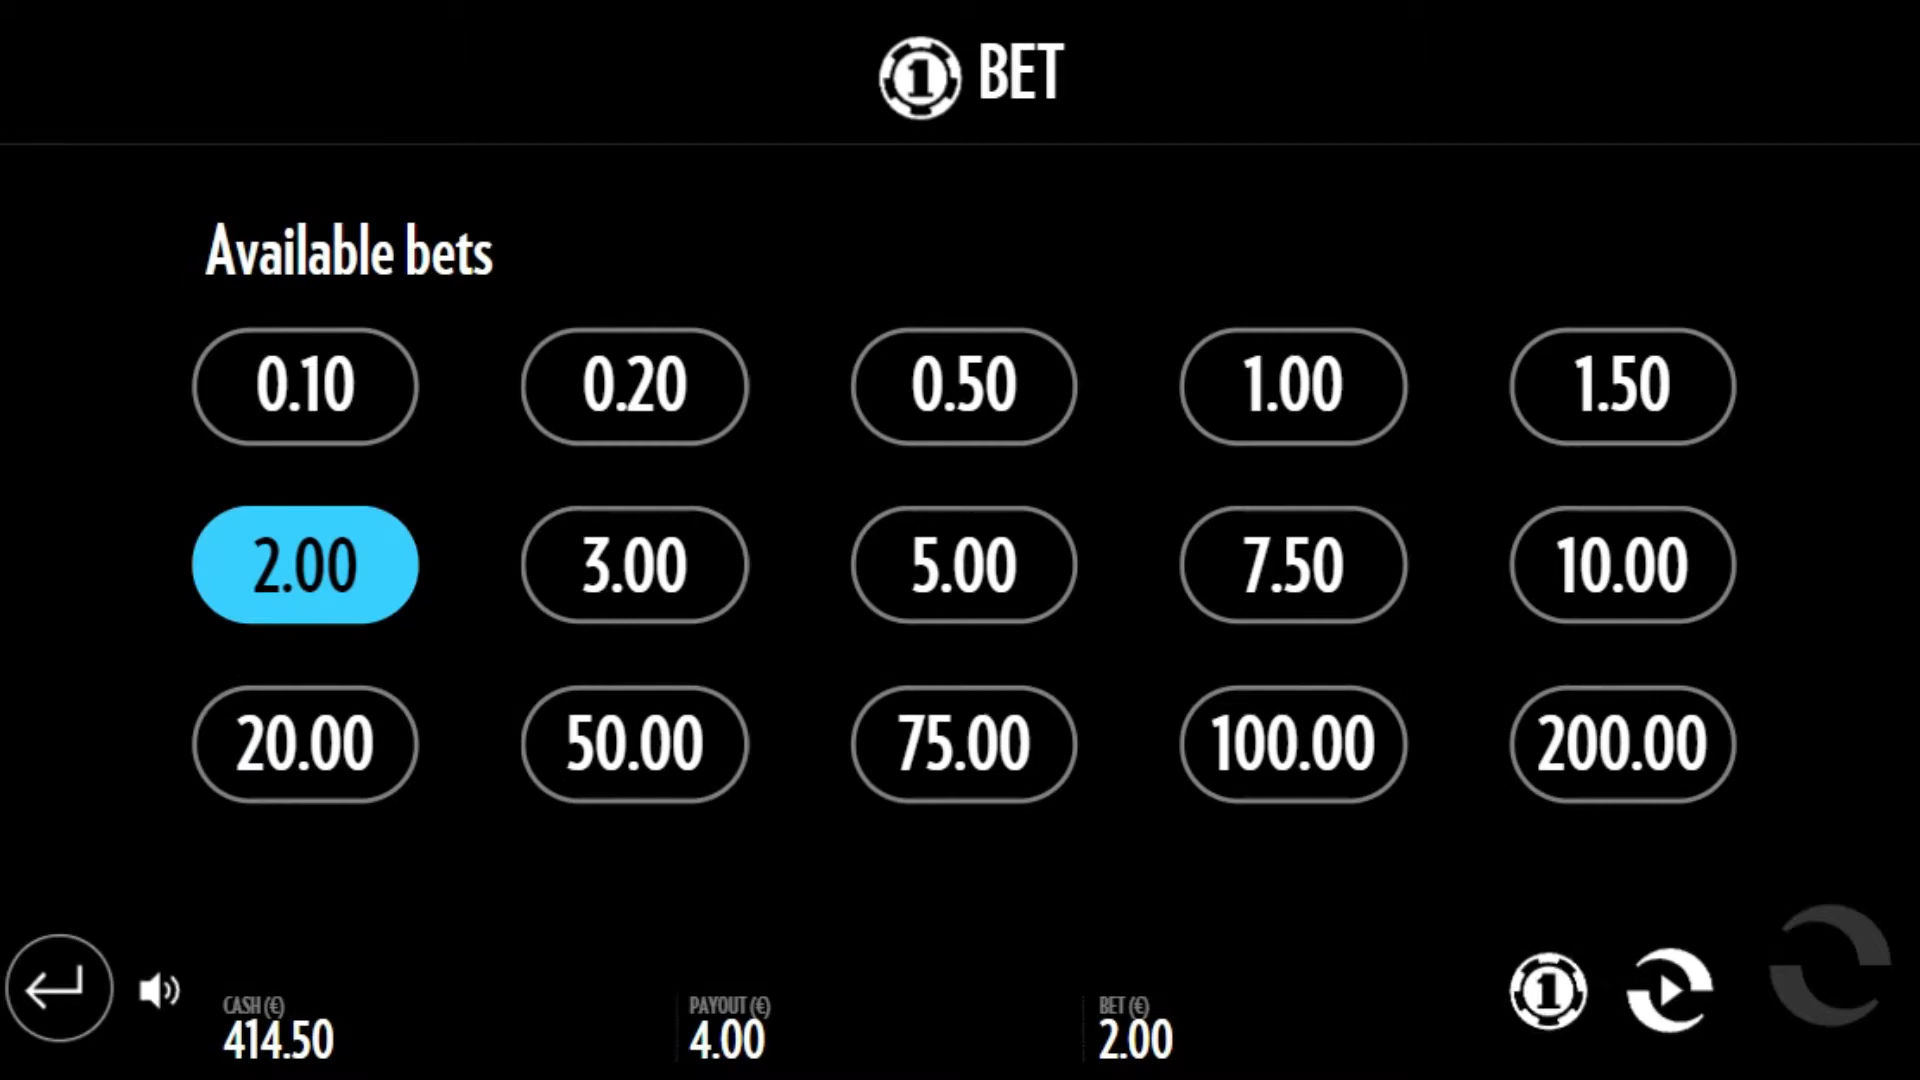 1 BET
Available bets
0.10 0.20 0.50 1.00 1.50
2.00 3.00 5.00 7.50 10.00
20.00 50.00 75.00 100.00 200.00
CASH (€) PAYOUT (€) BET (€)
414.50 4.00 2.00
1